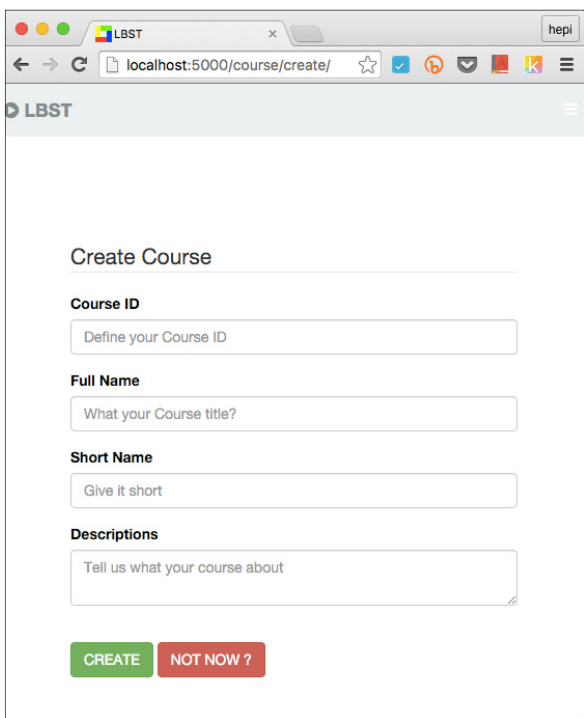 LBST
hepi
localhost:5000/course/create/
LBST
Create Course
Course ID
Define your Course ID
Full Name
What your Course title?
Short Name
Give it short
Descriptions
Tell us what your course about
CREATE NOT NOW ?